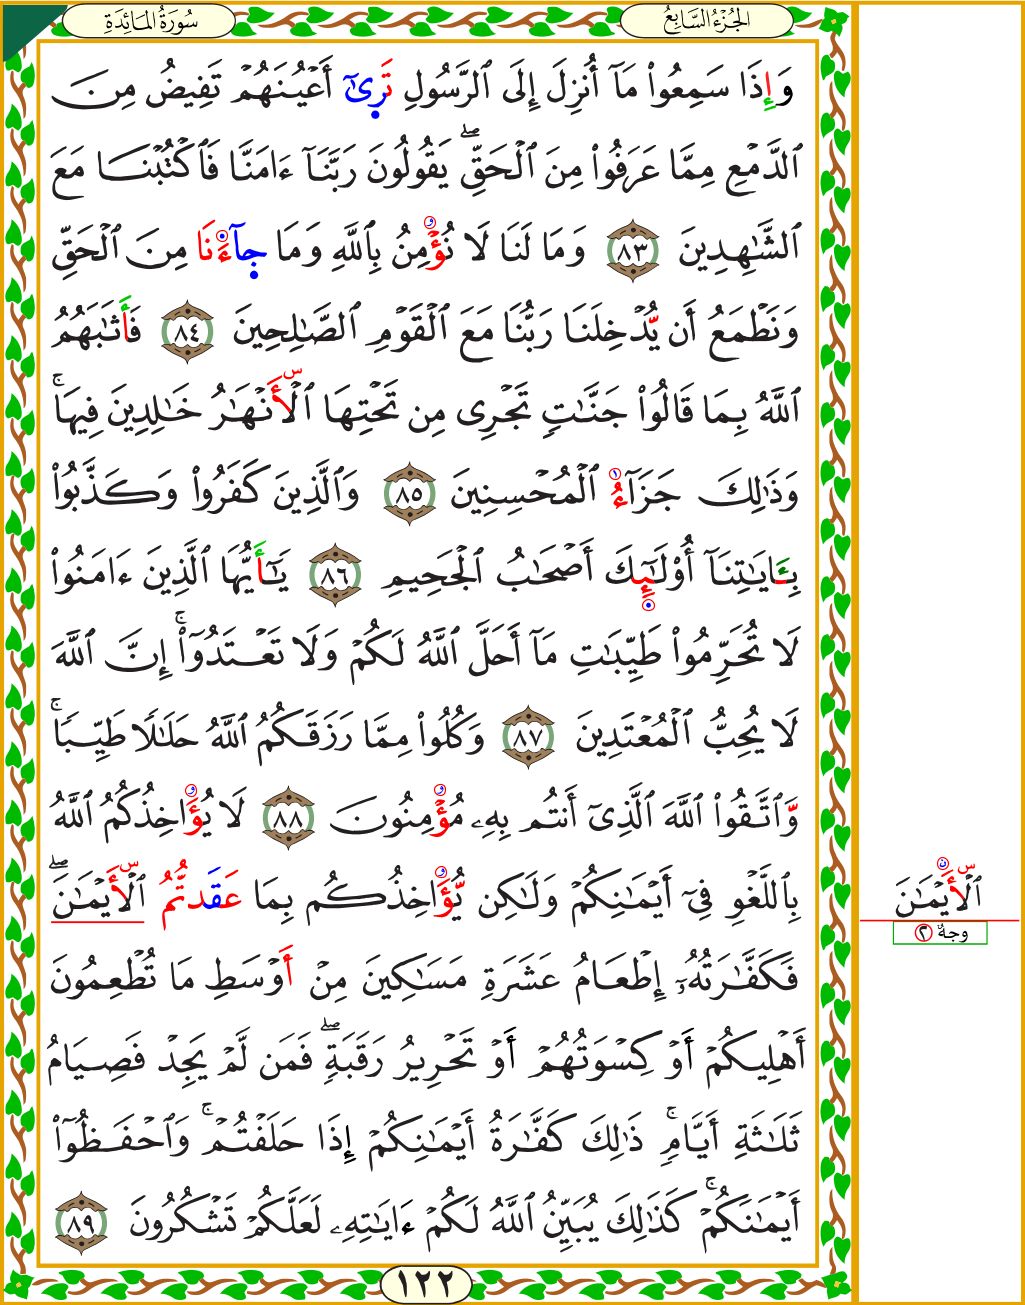 الجُزْءُ السَّابِعُ
سُورَةُ المَائِدَةِ
وَإِذَا سَمِعُوا۟ مَآ أُنزِلَ إِلَى ٱلرَّسُولِ تَرِىٰٓ أَعْيُنَهُمْ تَفِيضُ مِنَ
ٱلدَّمْعِ مِمَّا عَرَفُوا۟ مِنَ ٱلْحَقِّ ۖ يَقُولُونَ رَبَّنَآ ءَامَنَّا فَٱكْتُبْنَا مَعَ
ٱلشَّـٰهِدِينَ ٨٣ وَمَا لَنَا لَا نُؤْمِنُ بِٱللَّهِ وَمَا جِآءَنَا مِنَ ٱلْحَقِّ
وَنَطْمَعُ أَن يُدْخِلَنَا رَبُّنَا مَعَ ٱلْقَوْمِ ٱلصَّـٰلِحِينَ ٨٤ فَأَثَـٰبَهُمُ
ٱللَّهُ بِمَا قَالُوا۟ جَنَّـٰتٍ تَجْرِى مِن تَحْتِهَا ٱلْأَنْهَـٰرُ خَـٰلِدِينَ فِيهَا ۚ
وَذَٰلِكَ جَزَآءُ ٱلْمُحْسِنِينَ ٨٥ وَٱلَّذِينَ كَفَرُوا۟ وَكَذَّبُوا۟
بِـَٔايَـٰتِنَآ أُو۟لَـٰٓئِكَ أَصْحَـٰبُ ٱلْجَحِيمِ ٨٦ يَـٰٓأَيُّهَا ٱلَّذِينَ ءَامَنُوا۟
لَا تُحَرِّمُوا۟ طَيِّبَـٰتِ مَآ أَحَلَّ ٱللَّهُ لَكُمْ وَلَا تَعْتَدُوٓا۟ ۚ إِنَّ ٱللَّهَ
لَا يُحِبُّ ٱلْمُعْتَدِينَ ٨٧ وَكُلُوا۟ مِمَّا رَزَقَكُمُ ٱللَّهُ حَلَـٰلًا طَيِّبًا ۚ
وَّٱتَّقُوا۟ ٱللَّهَ ٱلَّذِىٓ أَنتُم بِهِۦ مُؤْمِنُونَ ٨٨ لَا يُؤَاخِذُكُمُ ٱللَّهُ
بِٱللَّغْوِ فِىٓ أَيْمَـٰنِكُمْ وَلَـٰكِن يُّؤَاخِذُكُم بِمَا عَقَدتُّمُ ٱلْأَيْمَـٰنَ ۖ
فَكَفَّـٰرَتُهُۥٓ إِطْعَامُ عَشَرَةِ مَسَـٰكِينَ مِنْ أَوْسَطِ مَا تُطْعِمُونَ
أَهْلِيكُمْ أَوْ كِسْوَتُهُمْ أَوْ تَحْرِيرُ رَقَبَةٍ ۖ فَمَن لَّمْ يَجِدْ فَصِيَامُ
ثَلَـٰثَةِ أَيَّامٍ ۚ ذَٰلِكَ كَفَّـٰرَةُ أَيْمَـٰنِكُمْ إِذَا حَلَفْتُمْ ۚ وَٱحْفَظُوٓا۟
أَيْمَـٰنَكُمْ ۚ كَذَٰلِكَ يُبَيِّنُ ٱللَّهُ لَكُمْ ءَايَـٰتِهِۦ لَعَلَّكُمْ تَشْكُرُونَ ٨٩
ٱلْأَيْمَـٰنَ
وجهٌ ٢
١٢٢